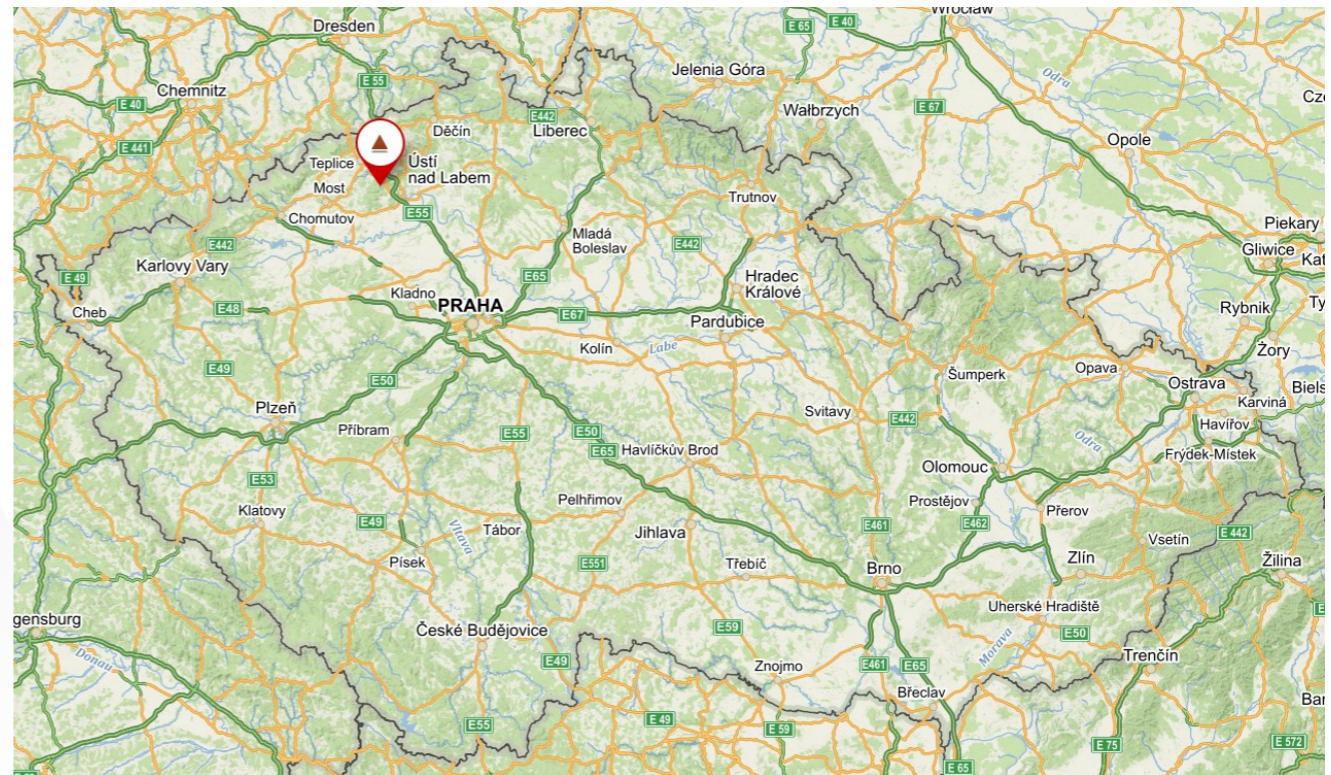 Wrocław
Dresden
E 65
E 40
Jelenia Góra
Odra
E 55
Chemnitz
E 40
E442
Wałbrzych
E 67
Děčín
Liberec
Opole
E 441
Teplice
Ústí
nad Labem
Most
Trutnov
Chomutov
E55
Piekary
Mladá
Boleslav
E442
E442
Gliwice
Karlovy Vary
E 49
E65
Hradec
Králové
Kladno
PRAHA
E48
E67
Rybnik
Cheb
Pardubice
Kolín
Labe
Żory
E49
E50
Šumperk
Opava
Ostrava
Karviná
Plzeň
Svitavy
E442
Havířov
Příbram
E55
E50
E65
Havlíčkův Brod
Odra
Frýdek-Místek
Olomouc
E53
Pelhřimov
Prostějov
Přerov
Klatovy
E49
Vltava
Tábor
E461
E462
Jihlava
E 442
Vsetín
Písek
E551
Třebíč
Brno
Zlín
Žilina
Uherské Hradiště
gensburg
České Budějovice
E59
E50
Morava
Trenčín
Donau
E49
Znojmo
E461
E65
Břeclav
E55
E 49
E 59
E 75
E 572
E 65